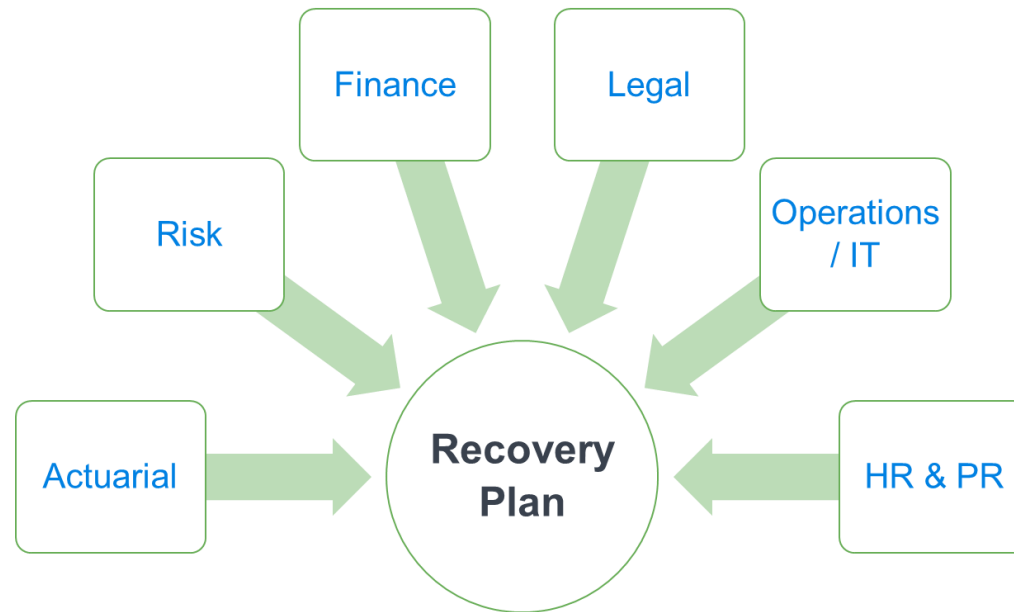 Finance
Legal
Risk
Operations
/ IT
Actuarial
Recovery
Plan
HR & PR